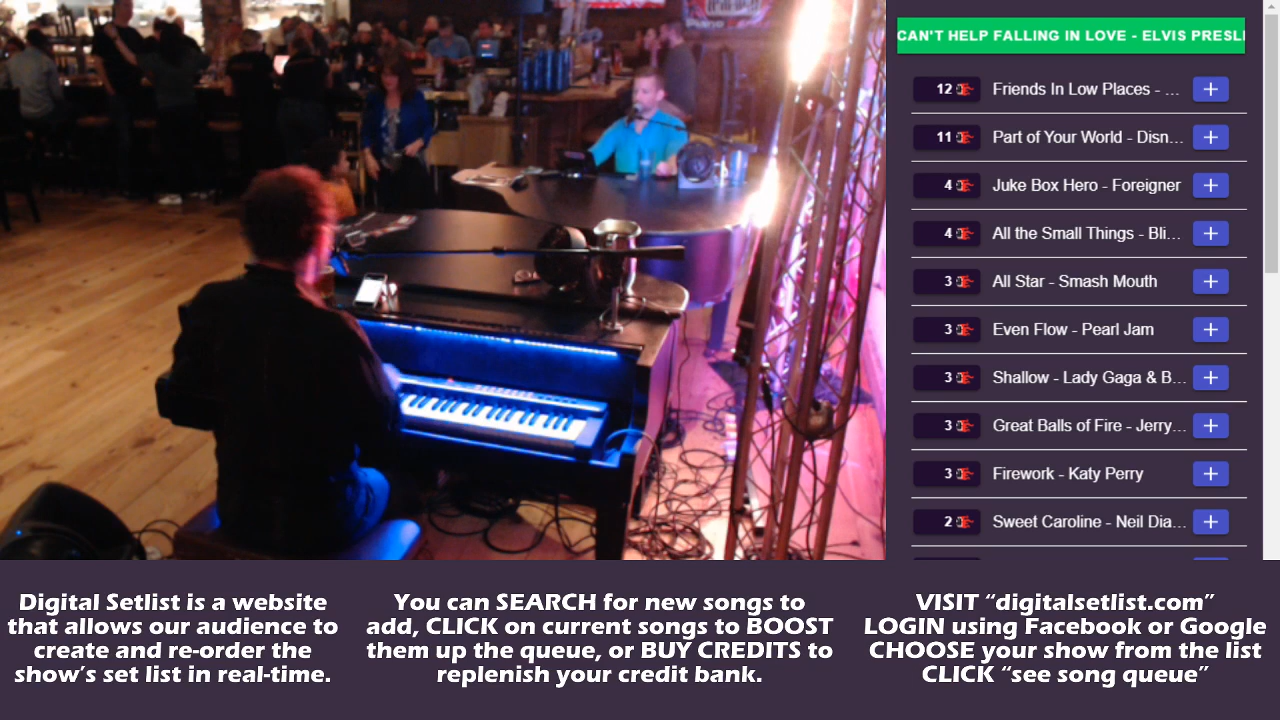 CAN'T HELP FALLING IN LOVE - ELVIS PRESL
12 Friends In Low Places - ...
11 Part of Your World - Disn...
4 Juke Box Hero - Foreigner
4 All the Small Things - Bli...
3 All Star - Smash Mouth
3 Even Flow - Pearl Jam
3 Shallow - Lady Gaga & B...
3 Great Balls of Fire - Jerry...
3 Firework - Katy Perry
2 Sweet Caroline - Neil Dia...
Digital Setlist is a website
that allows our audience to
create and re-order the
show's set list in real-time.
You can SEARCH for new songs to
add, CLICK on current songs to BOOST
them up the queue, or BUY CREDITS to
replenish your credit bank.
VISIT “digitalsetlist.com”
LOGIN using Facebook or Google
CHOOSE your show from the list
CLICK “see song queue”